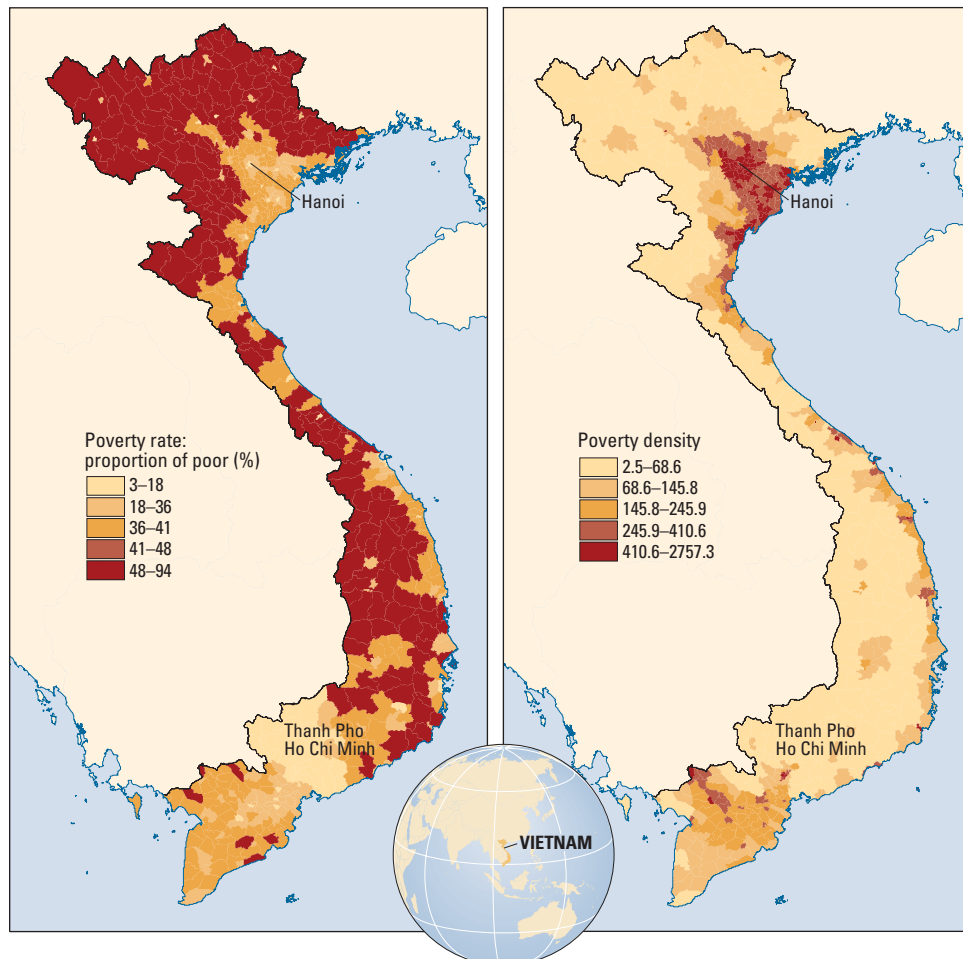 Hanoi
Poverty rate:
proportion of poor (%)
3–18
18–36
36–41
41–48
48–94
Thanh Pho
Ho Chi Minh
Hanoi
Poverty density
2.5–68.6
68.6–145.8
145.8–245.9
245.9–410.6
410.6–2757.3
Thanh Pho
Ho Chi Minh
VIETNAM